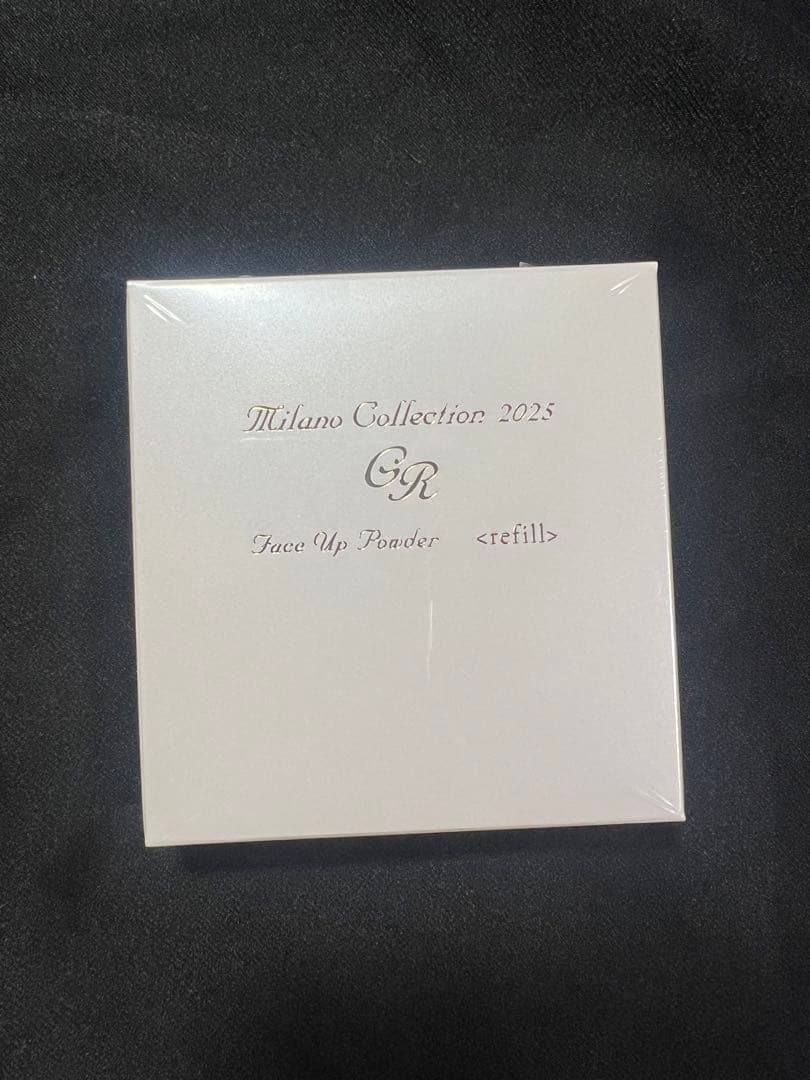 Milano Collection 2025
GR
Face Up Powder <refill>